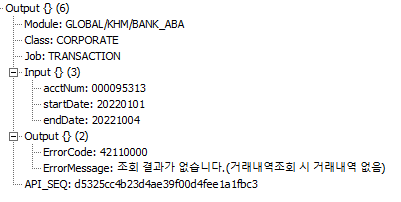 Output {} (6)
Module: GLOBAL/KHM/BANK_ABA
Class: CORPORATE
Job: TRANSACTION
Input {} (3)
acctNum: 000095313
startDate: 20220101
endDate: 20221004
Output {} (2)
ErrorCode: 42110000
ErrorMessage: 조회 결과가 없습니다.(거래내역조회 시 거래내역 없음)
API_SEQ: d5325cc4b23d4ae39f00d4fee1a1fbc3